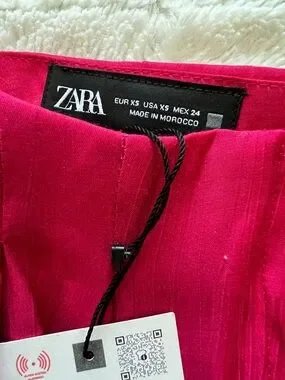 ZARA
EUR XS USA XS MEX 24
MADE IN MOROCCO